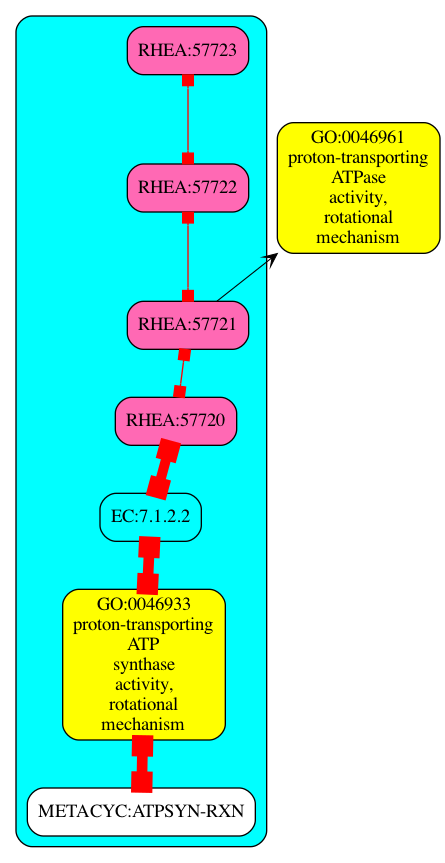 RHEA:57723
GO:0046961
proton-transporting
ATPase
activity,
rotational
mechanism
RHEA:57722
RHEA:57721
RHEA:57720
EC:7.1.2.2
GO:0046933
proton-transporting
ATP
synthase
activity,
rotational
mechanism
METACYC:ATPSYN-RXN